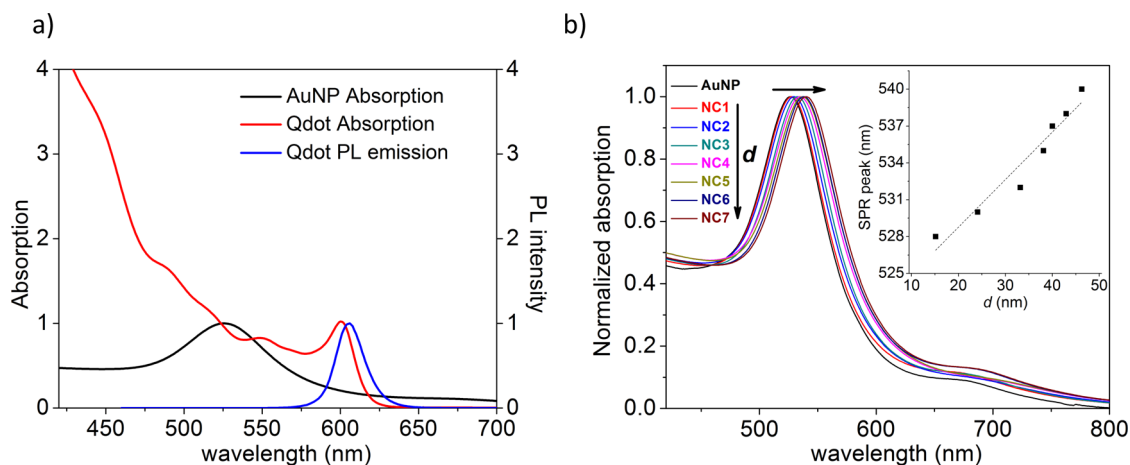 a)
4
3
2
1
0
Absorption
AuNP Absorption
Qdot Absorption
Qdot PL emission
4
3
2
1
0
PL intensity
450 500 550 600 650 700
wavelength (nm)
b)
1.0
0.8
0.6
0.4
0.2
0.0
Normalized absorption
AuNP
NC1
NC2
NC3
NC4
NC5
NC6
NC7
d
540
537
534
531
528
525
SPR peak (nm)
10 20 30 40 50
d (nm)
500 600 700 800
wavelength (nm)